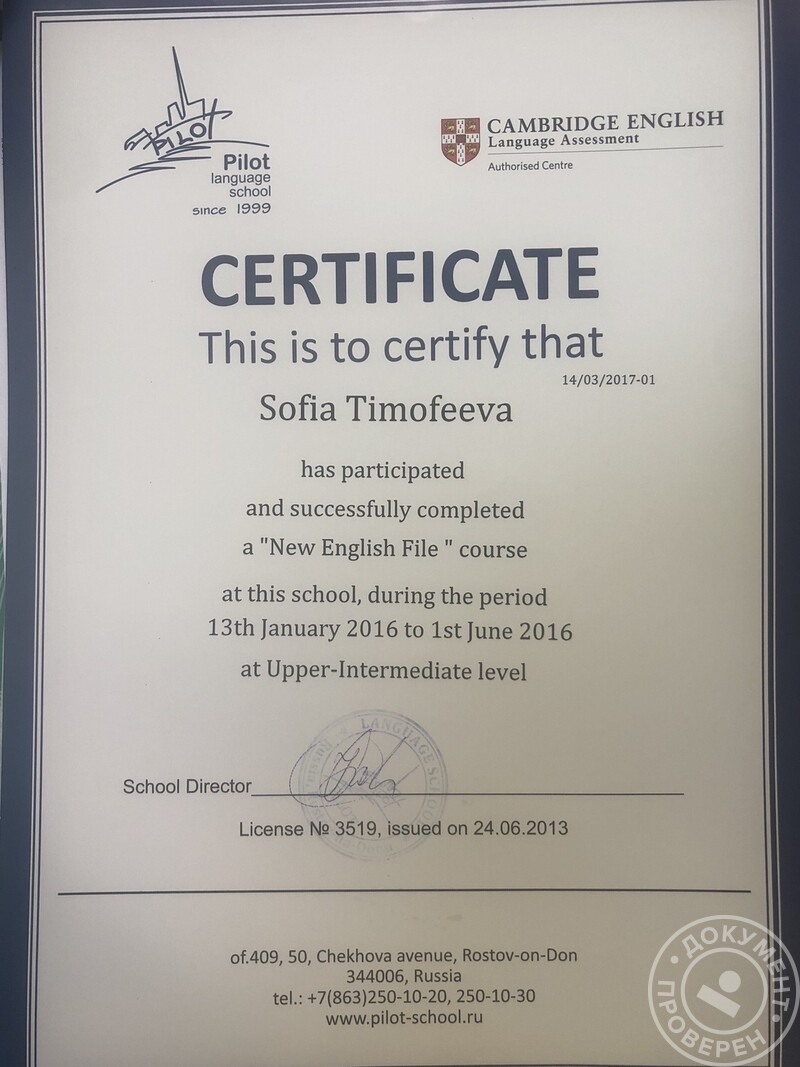 PILOT
Pilot
language
school
since 1999
CAMBRIDGE ENGLISH
Language Assessment
Authorised Centre
CERTIFICATE
This is to certify that
14/03/2017-01
Sofia Timofeeva
has participated
and successfully completed
a "New English File " course
at this school, during the period
13th January 2016 to 1st June 2016
at Upper-Intermediate level
LANGUAGE SCHOOL
School Director
License № 3519, issued on 24.06.2013
of.409, 50, Chekhova avenue, Rostov-on-Don
344006, Russia
tel.: +7(863)250-10-20, 250-10-30
www.pilot-school.ru
ДОКУМЕНТ
ПРОВЕРЕН